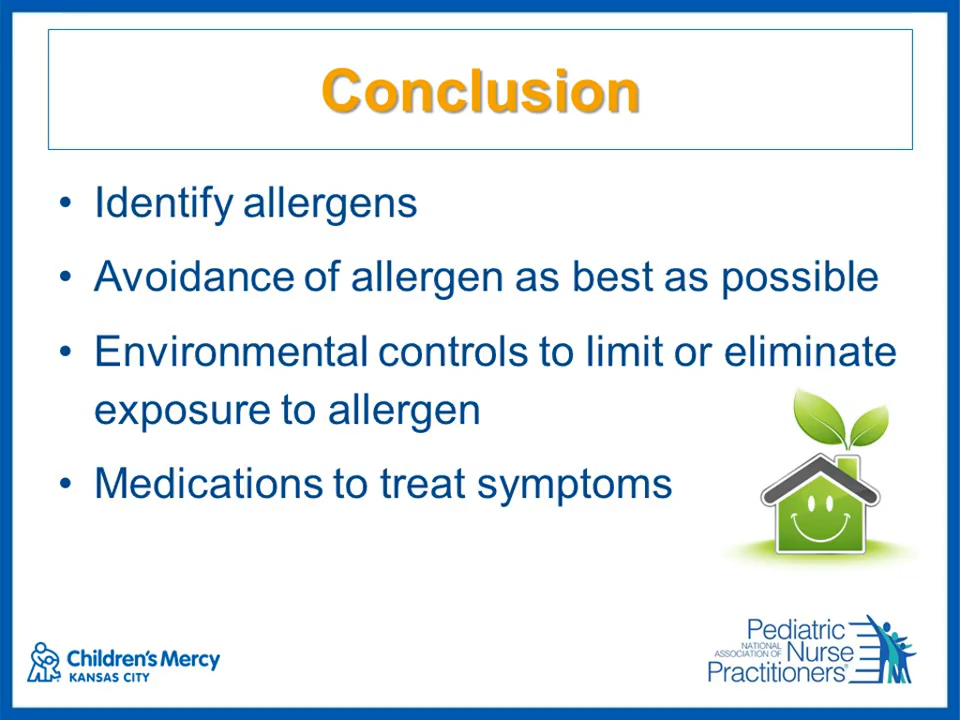 Conclusion
• Identify allergens
• Avoidance of allergen as best as possible
• Environmental controls to limit or eliminate
exposure to allergen
• Medications to treat symptoms
Children's Mercy
KANSAS CITY
Pediatric
NATIONAL
ASSOCIATION OF
Nurse
Practitioners®